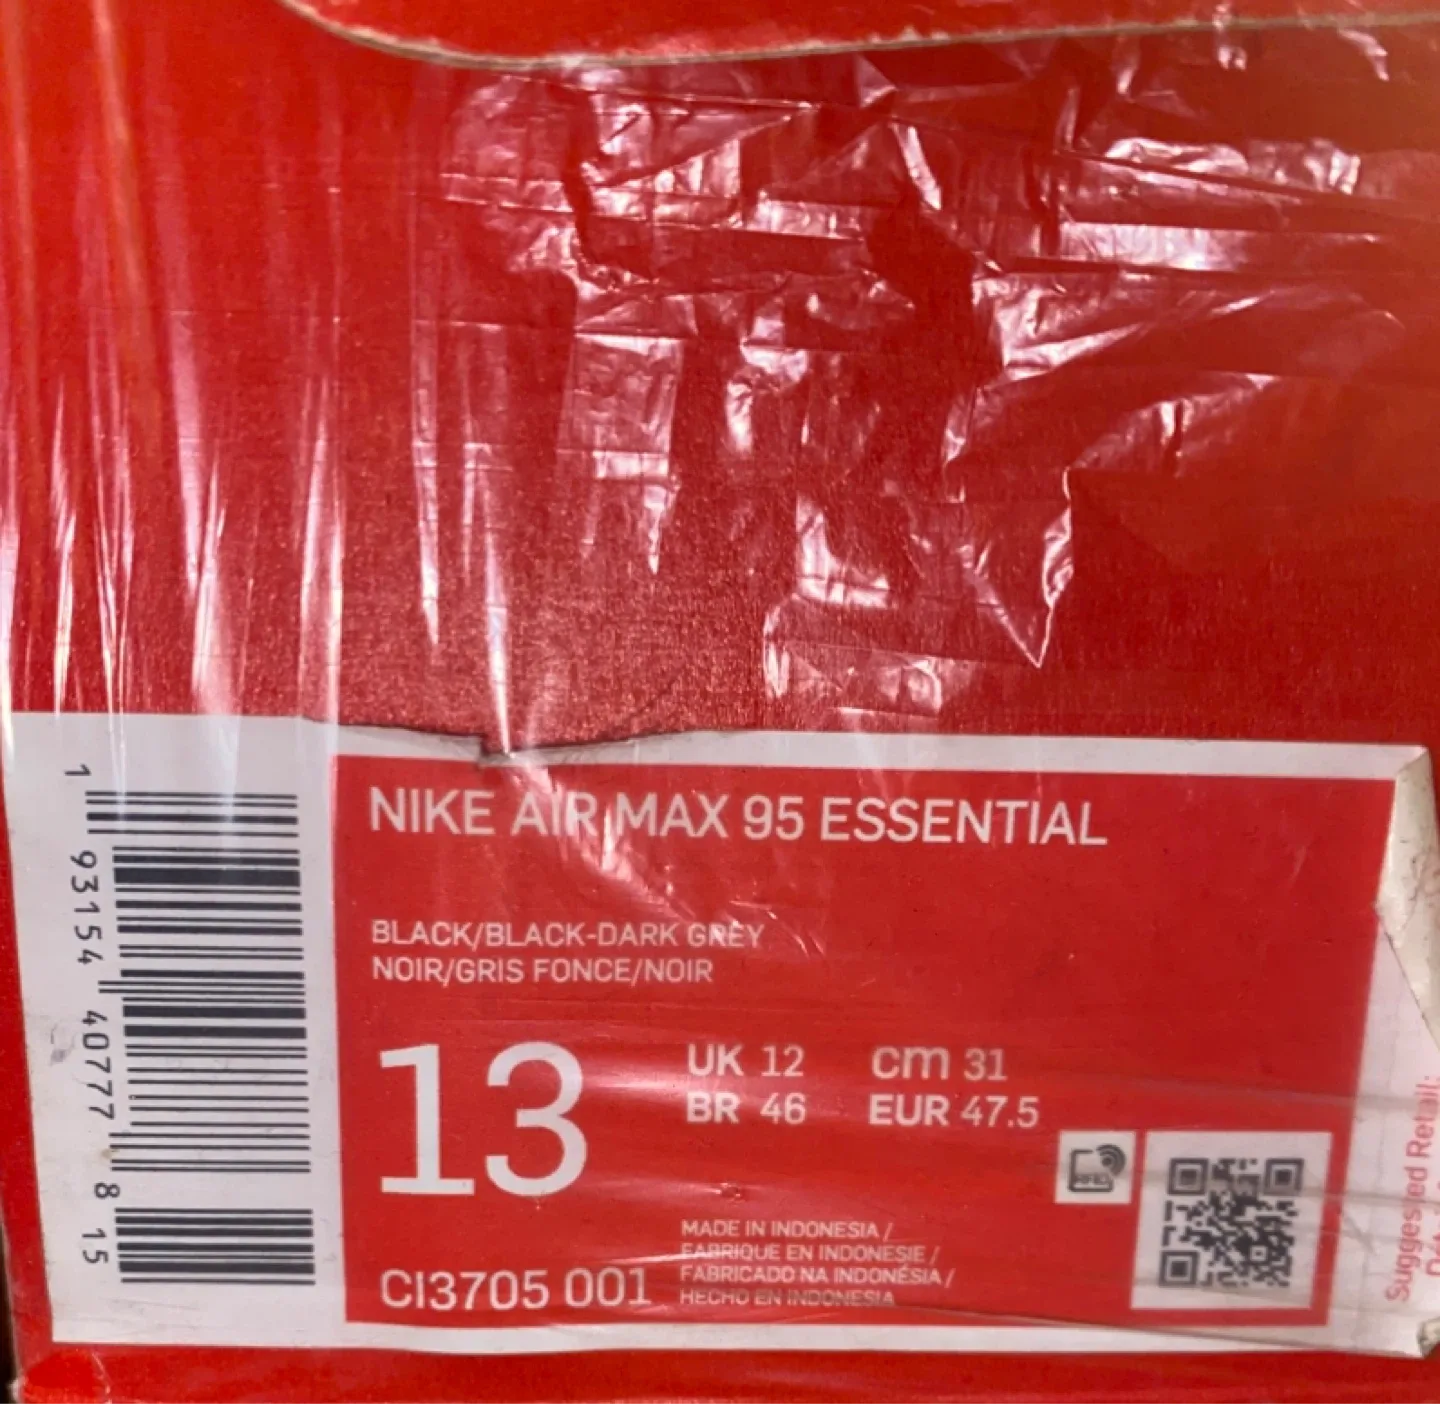 NIKE AIR MAX 95 ESSENTIAL
BLACK/BLACK-DARK GREY
NOIR/GRIS FONCE/NOIR
13
UK 12
cm 31
BR 46
EUR 47.5
CI3705 001
MADE IN INDONESIA /
FABRIQUE EN INDONESIE /
FABRICADO NA INDONÉSIA /
HECHO EN INDONESIA
RFID
1 93154 40777 8 15
Suggested Retail: